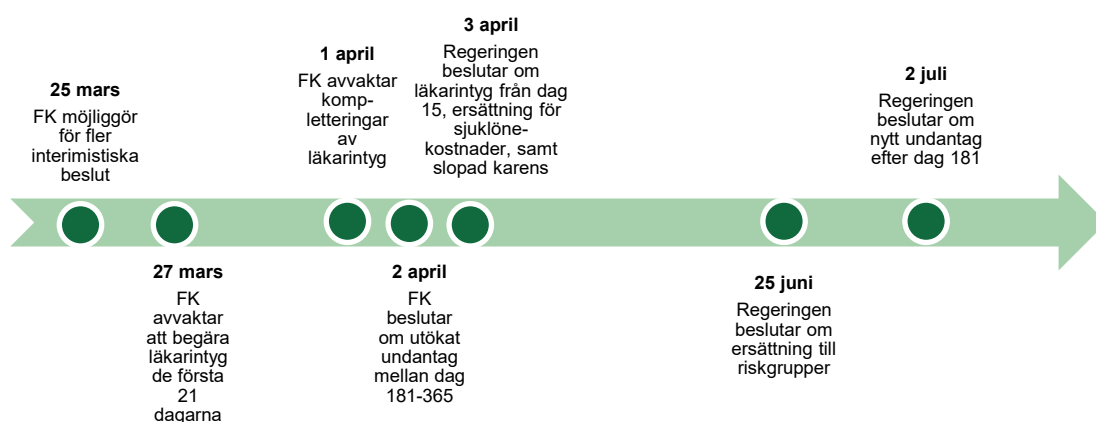 25 mars
FK möjliggör
för fler
interimistiska
beslut
27 mars
FK
avvaktar
att begära
läkarintyg
de första
21
dagarna
1 april
FK avvaktar
komp-
letteringar
av
läkarintyg
2 april
FK
beslutar
om utökat
undantag
mellan dag
181-365
3 april
Regeringen
beslutar om
läkarintyg från dag
15, ersättning för
sjuklöne-
kostnader, samt
slopad karens
25 juni
Regeringen
beslutar om
ersättning till
riskgrupper
2 juli
Regeringen
beslutar om
nytt undantag
efter dag 181